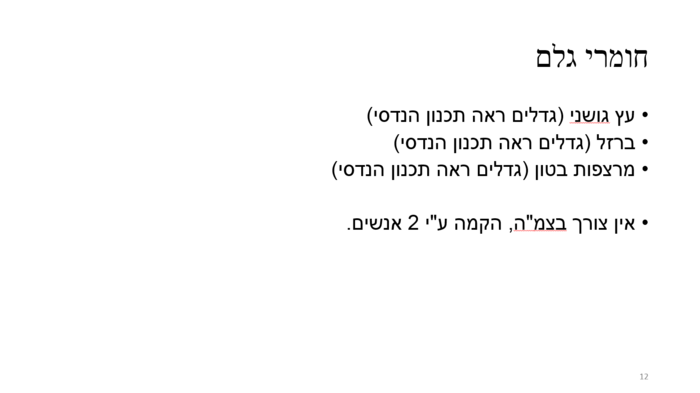 חומרי גלם
• עץ גושני (גדלים ראה תכנון הנדסי)
• ברזל (גדלים ראה תכנון הנדסי)
• מרצפות בטון (גדלים ראה תכנון הנדסי)
• אין צורך בצמ"ה, הקמה ע"י 2 אנשים.
12